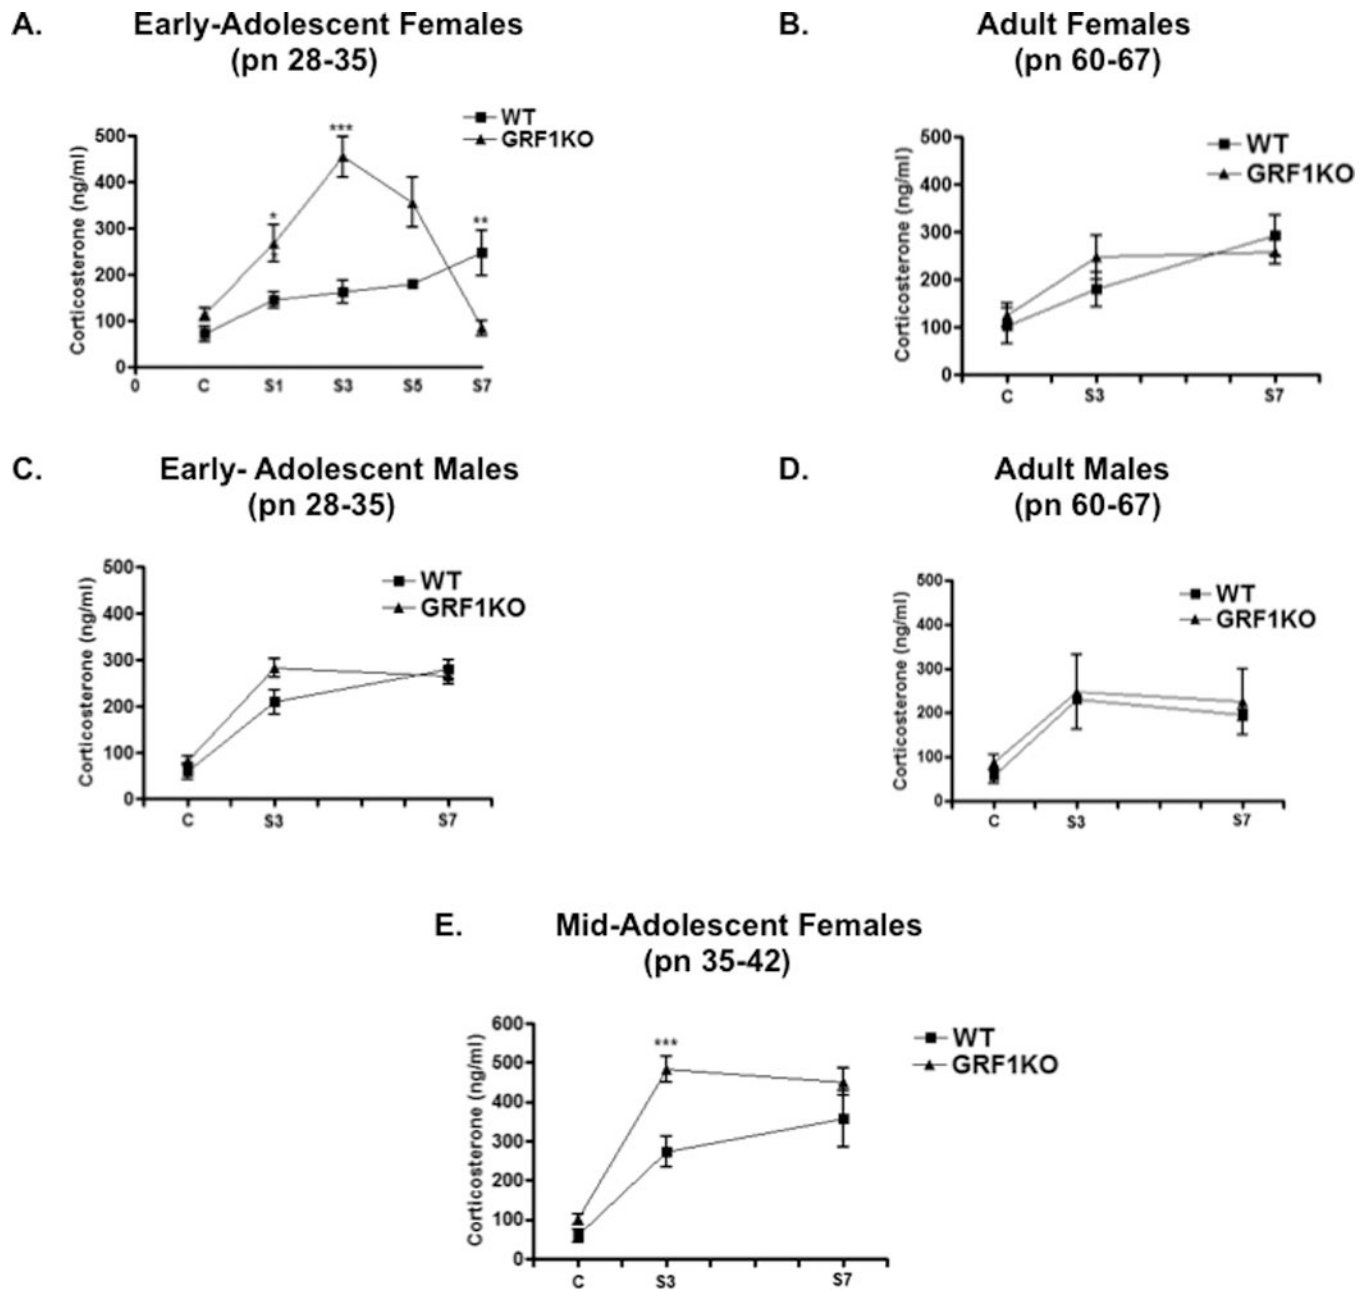 A.
Early-Adolescent Females
(pn 28-35)
WT
GRF1KO
Corticosterone (ng/ml)
500
400
300
200
100
0
***
*
**
0 C S1 S3 S5 S7
B.
Adult Females
(pn 60-67)
WT
GRF1KO
Corticosterone (ng/ml)
500
400
300
200
100
0
C S3 S7
C.
Early- Adolescent Males
(pn 28-35)
WT
GRF1KO
Corticosterone (ng/ml)
500
400
300
200
100
0
C S3 S7
D.
Adult Males
(pn 60-67)
WT
GRF1KO
Corticosterone (ng/ml)
500
400
300
200
100
0
C S3 S7
E.
Mid-Adolescent Females
(pn 35-42)
WT
GRF1KO
Corticosterone (ng/ml)
600
500
400
300
200
100
0
***
C S3 S7